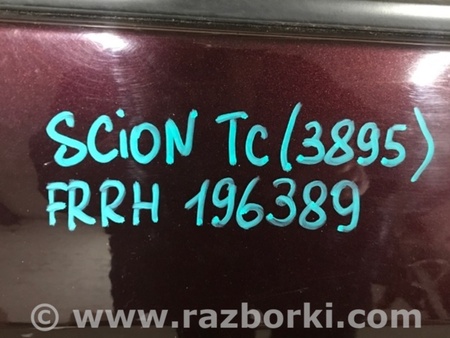 SCION TC (3895)
FRRH 196389
© www.razborki.com